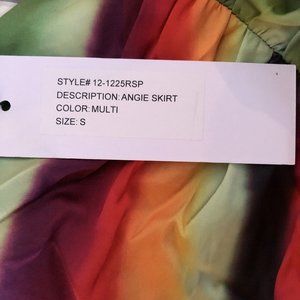 STYLE# 12-1225RSP
DESCRIPTION: ANGIE SKIRT
COLOR: MULTI
SIZE: S